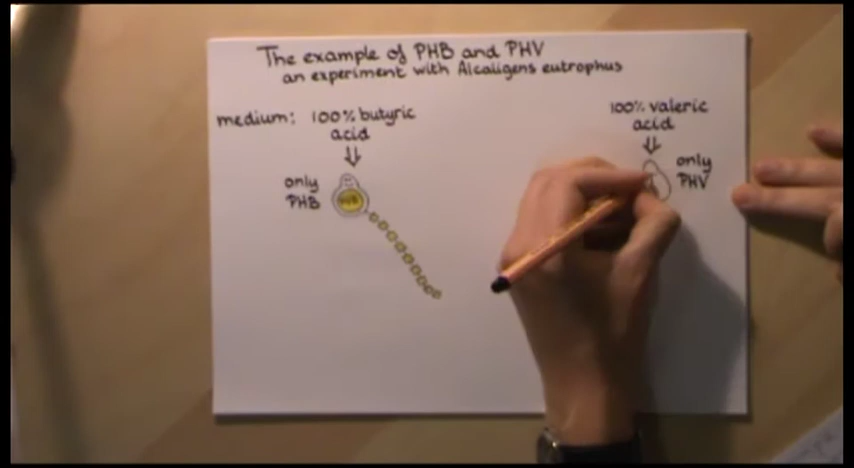 The example of PHB and PHV
an experiment with Alcaligens eutrophus
medium: 100% butyric
acid
only
PHB
PHB
100% valeric
acid
only
PHV